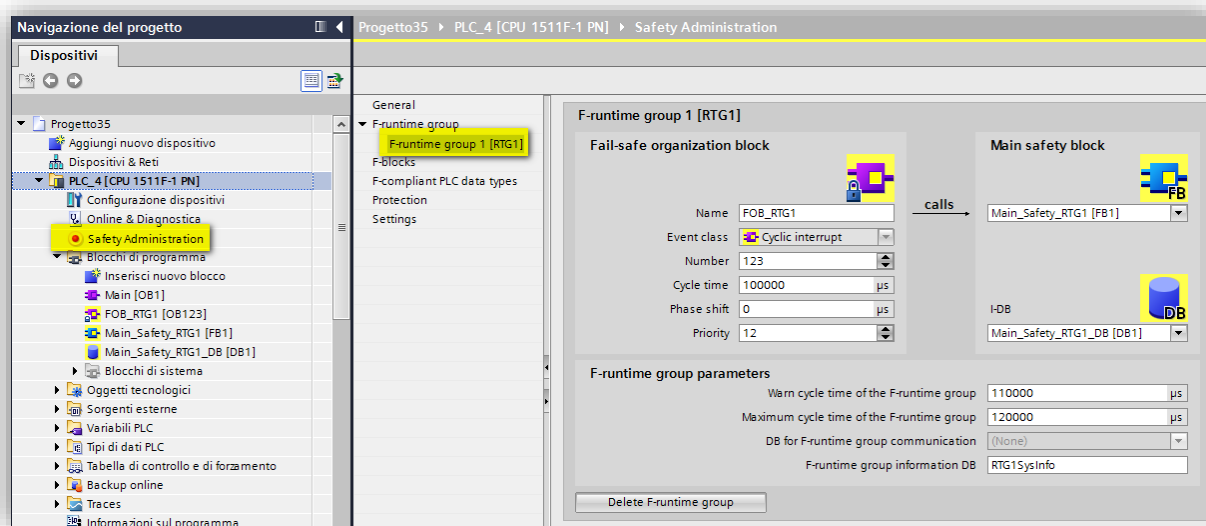 Navigazione del progetto
Progetto35 PLC_4 [CPU 1511F-1 PN] Safety Administration
Dispositivi
Progetto35
Aggiungi nuovo dispositivo
Dispositivi & Reti
PLC_4 [CPU 1511F-1 PN]
Configurazione dispositivi
Online & Diagnostica
Safety Administration
Blocchi di programma
Inserisci nuovo blocco
Main [OB1]
FOB_RTG1 [OB123]
Main_Safety_RTG1 [FB1]
Main_Safety_RTG1_DB [DB1]
Blocchi di sistema
Oggetti tecnologici
Sorgenti esterne
Variabili PLC
Tipi di dati PLC
Tabella di controllo e di forzamento
Backup online
Traces
Informazioni sul programma
General
F-runtime group
F-runtime group 1 [RTG1]
F-blocks
F-compliant PLC data types
Protection
Settings
F-runtime group 1 [RTG1]
Fail-safe organization block
Name FOB_RTG1
Event class Cyclic interrupt
Number 123
Cycle time 100000 µs
Phase shift 0 µs
Priority 12
calls
Main safety block
FB
Main_Safety_RTG1 [FB1]
DB
I-DB
Main_Safety_RTG1_DB [DB1]
F-runtime group parameters
Warn cycle time of the F-runtime group 110000 µs
Maximum cycle time of the F-runtime group 120000 µs
DB for F-runtime group communication (None)
F-runtime group information DB RTG1SysInfo
Delete F-runtime group